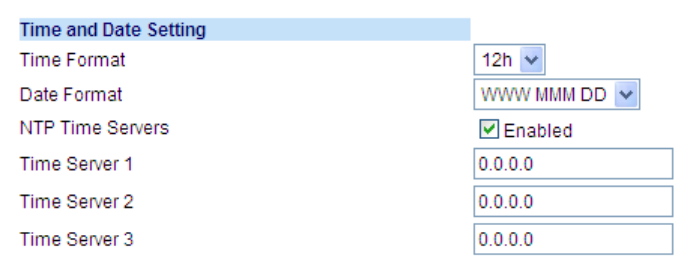 Time and Date Setting
Time Format 12h
Date Format WWW MMM DD
NTP Time Servers Enabled
Time Server 1 0.0.0.0
Time Server 2 0.0.0.0
Time Server 3 0.0.0.0